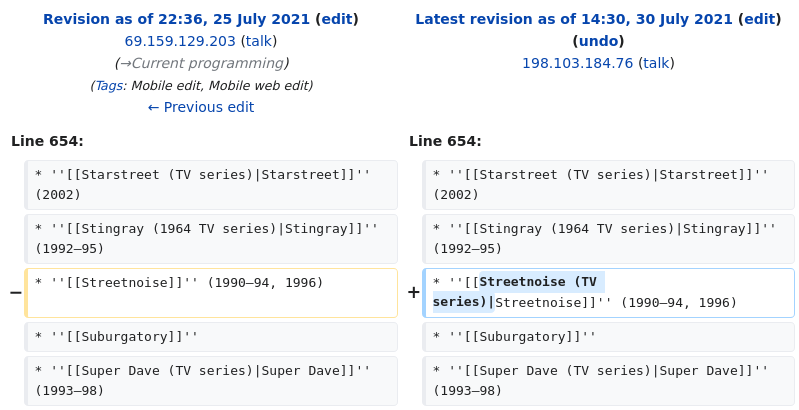 Revision as of 22:36, 25 July 2021 (edit)
69.159.129.203 (talk)
(→Current programming)
(Tags: Mobile edit, Mobile web edit)
← Previous edit
Latest revision as of 14:30, 30 July 2021 (edit)
(undo)
198.103.184.76 (talk)
Line 654:
Line 654:
* ''[[Starstreet (TV series)|Starstreet]]''
(2002)
* ''[[Starstreet (TV series)|Starstreet]]''
(2002)
* ''[[Stingray (1964 TV series)|Stingray]]''
(1992–95)
* ''[[Stingray (1964 TV series)|Stingray]]''
(1992–95)
− * ''[[Streetnoise]]'' (1990–94, 1996)
+ * ''[[Streetnoise (TV
series)|Streetnoise]]'' (1990–94, 1996)
* ''[[Suburgatory]]''
* ''[[Suburgatory]]''
* ''[[Super Dave (TV series)|Super Dave]]''
(1993–98)
* ''[[Super Dave (TV series)|Super Dave]]''
(1993–98)